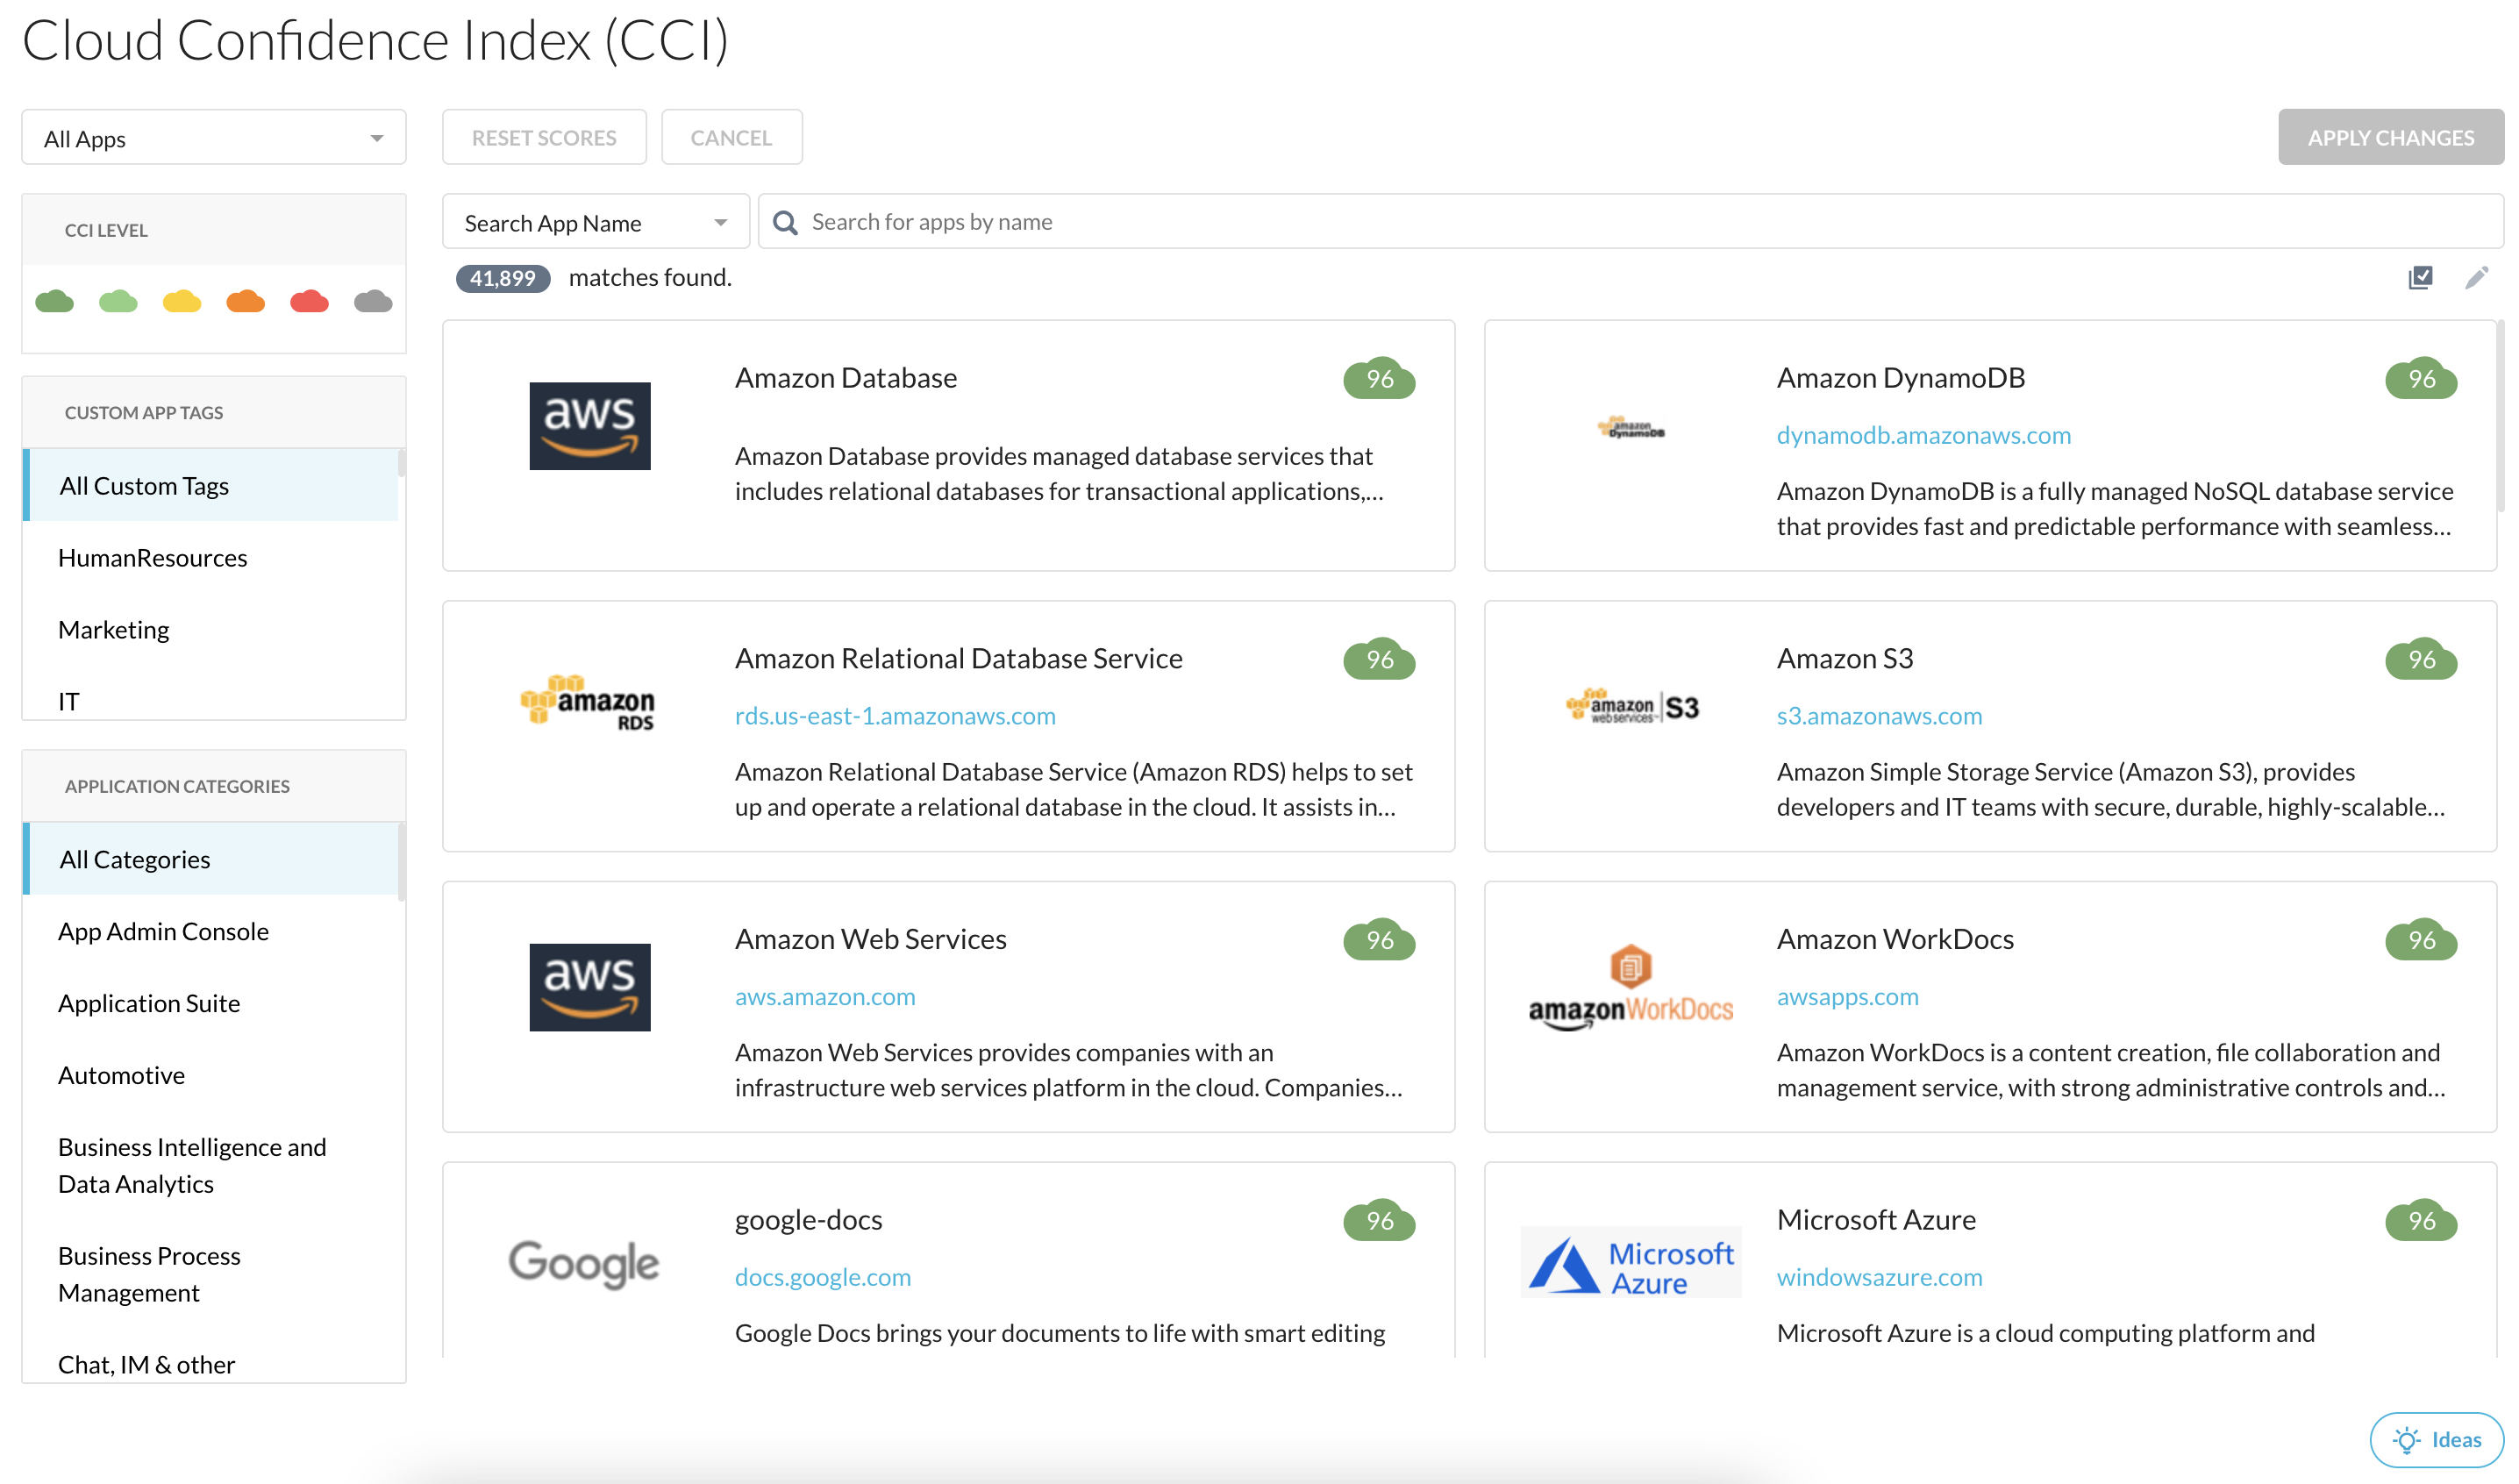 Cloud Confidence Index (CCI)
All Apps
RESET SCORES
CANCEL
APPLY CHANGES
CCI LEVEL
CUSTOM APP TAGS
All Custom Tags
HumanResources
Marketing
IT
APPLICATION CATEGORIES
All Categories
App Admin Console
Application Suite
Automotive
Business Intelligence and
Data Analytics
Business Process
Management
Chat, IM & other
Search App Name
Search for apps by name
41,899 matches found.
aws
Amazon Database
96
Amazon Database provides managed database services that
includes relational databases for transactional applications,...
amazon
DynamoDB
Amazon DynamoDB
96
dynamodb.amazonaws.com
Amazon DynamoDB is a fully managed NoSQL database service
that provides fast and predictable performance with seamless...
amazon
RDS
Amazon Relational Database Service
96
rds.us-east-1.amazonaws.com
Amazon Relational Database Service (Amazon RDS) helps to set
up and operate a relational database in the cloud. It assists in...
amazon
webservices
S3
Amazon S3
96
s3.amazonaws.com
Amazon Simple Storage Service (Amazon S3), provides
developers and IT teams with secure, durable, highly-scalable...
aws
Amazon Web Services
96
aws.amazon.com
Amazon Web Services provides companies with an
infrastructure web services platform in the cloud. Companies...
amazonWorkDocs
Amazon WorkDocs
96
awsapps.com
Amazon WorkDocs is a content creation, file collaboration and
management service, with strong administrative controls and...
Google
google-docs
96
docs.google.com
Google Docs brings your documents to life with smart editing
Microsoft
Azure
Microsoft Azure
96
windowsazure.com
Microsoft Azure is a cloud computing platform and
Ideas